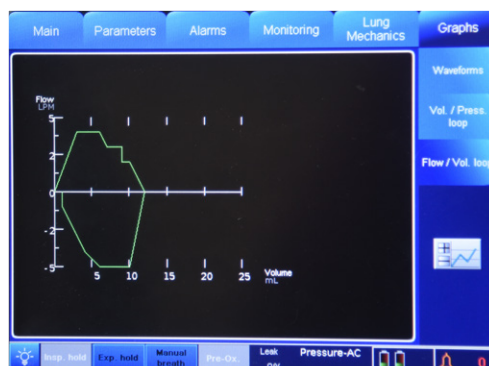 Main
Parameters
Alarms
Monitoring
Lung
Mechanics
Graphs
Waveforms
Vol. / Press.
loop
Flow / Vol. loop
Flow
LPM
5
2
0
-2
-5
5
10
15
20
25
Volume
mL
Insp. hold
Exp. hold
Manual
breath
Pre-Ox.
Leak
Pressure-AC
0